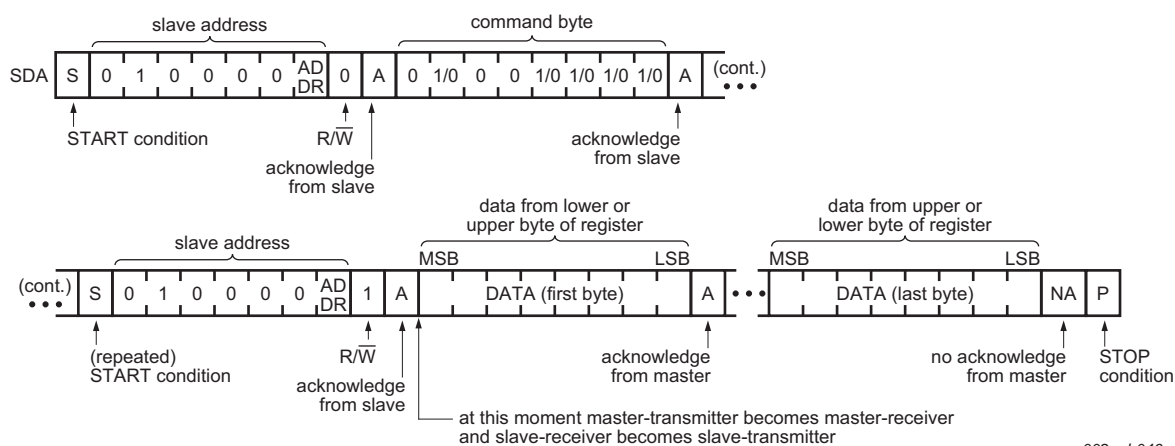 slave address
command byte
SDA S 0 1 0 0 0 0 AD DR 0 A 0 1/0 0 0 1/0 1/0 1/0 1/0 A (cont.)
START condition
R/W
acknowledge
from slave
acknowledge
from slave
slave address
data from lower or
upper byte of register
data from upper or
lower byte of register
MSB LSB MSB LSB
(cont.) S 0 1 0 0 0 0 AD DR 1 A DATA (first byte) A DATA (last byte) NA P
(repeated)
START condition
R/W
acknowledge
from slave
acknowledge
from master
no acknowledge
from master
STOP
condition
at this moment master-transmitter becomes master-receiver
and slave-receiver becomes slave-transmitter